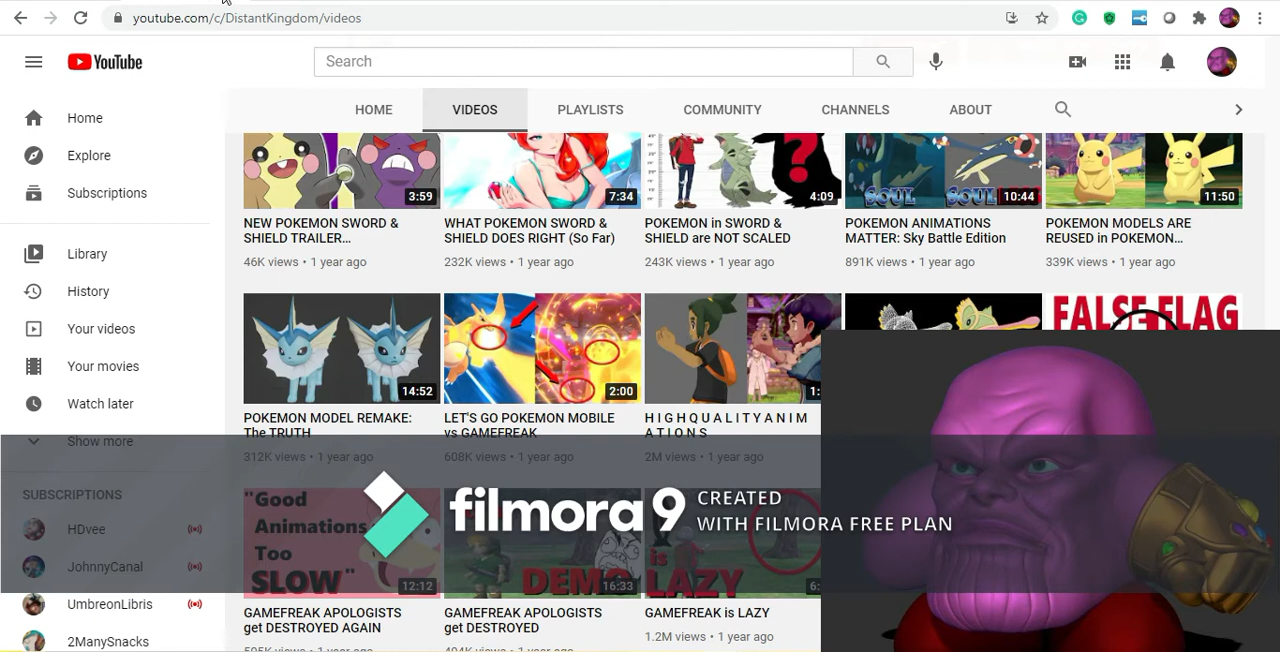 youtube.com/c/DistantKingdom/videos
YouTube
Search
HOME
VIDEOS
PLAYLISTS
COMMUNITY
CHANNELS
ABOUT
Home
Explore
Subscriptions
Library
History
Your videos
Your movies
Watch later
Show more
SUBSCRIPTIONS
HDvee
JohnnyCanal
UmbreonLibris
2ManySnacks
3:59
NEW POKEMON SWORD &
SHIELD TRAILER...
46K views • 1 year ago
7:34
WHAT POKEMON SWORD &
SHIELD DOES RIGHT (So Far)
232K views • 1 year ago
?
4:09
POKEMON in SWORD &
SHIELD are NOT SCALED
243K views • 1 year ago
SOUL
SOUL
10:44
POKEMON ANIMATIONS
MATTER: Sky Battle Edition
891K views • 1 year ago
11:50
POKEMON MODELS ARE
REUSED in POKEMON...
339K views • 1 year ago
14:52
POKEMON MODEL REMAKE:
The TRUTH
312K views • 1 year ago
2:00
LET'S GO POKEMON MOBILE
vs GAMEFREAK
608K views • 1 year ago
1:
H I G H Q U A L I T Y A N I M
A T I O N S
2M views • 1 year ago
FALSE FLAG
"Good
Animations
Too
SLOW"
12:12
GAMEFREAK APOLOGISTS
get DESTROYED AGAIN
DEMO
16:33
GAMEFREAK APOLOGISTS
get DESTROYED
is
LAZY
6:
GAMEFREAK is LAZY
1.2M views • 1 year ago
filmora9
CREATED
WITH FILMORA FREE PLAN